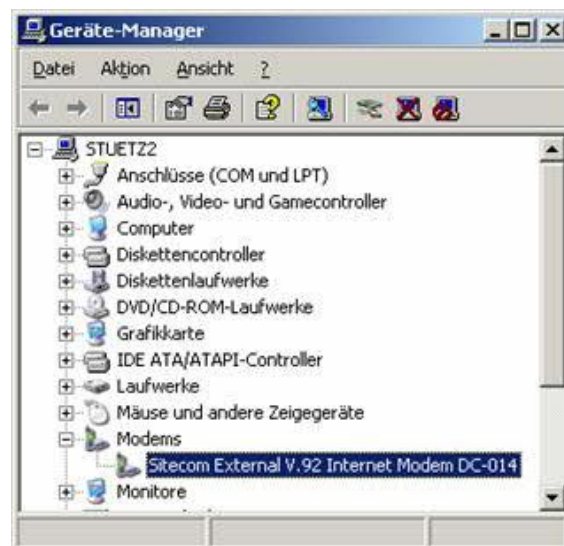 Geräte-Manager
Datei Aktion Ansicht ?
STUETZ2
Anschlüsse (COM und LPT)
Audio-, Video- und Gamecontroller
Computer
Diskettencontroller
Diskettenlaufwerke
DVD/CD-ROM-Laufwerke
Grafikkarte
IDE ATA/ATAPI-Controller
Laufwerke
Mäuse und andere Zeigegeräte
Modems
Sitecom External V.92 Internet Modem DC-014
Monitore